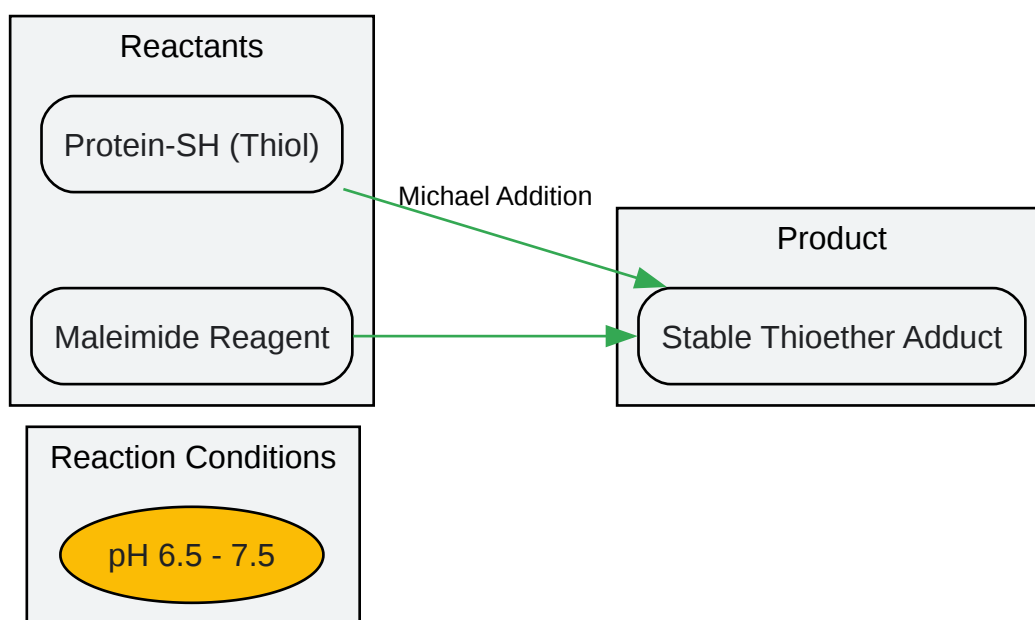 Reactants
Protein-SH (Thiol)
Michael Addition
Product
Maleimide Reagent
Stable Thioether Adduct
Reaction Conditions
pH 6.5 - 7.5